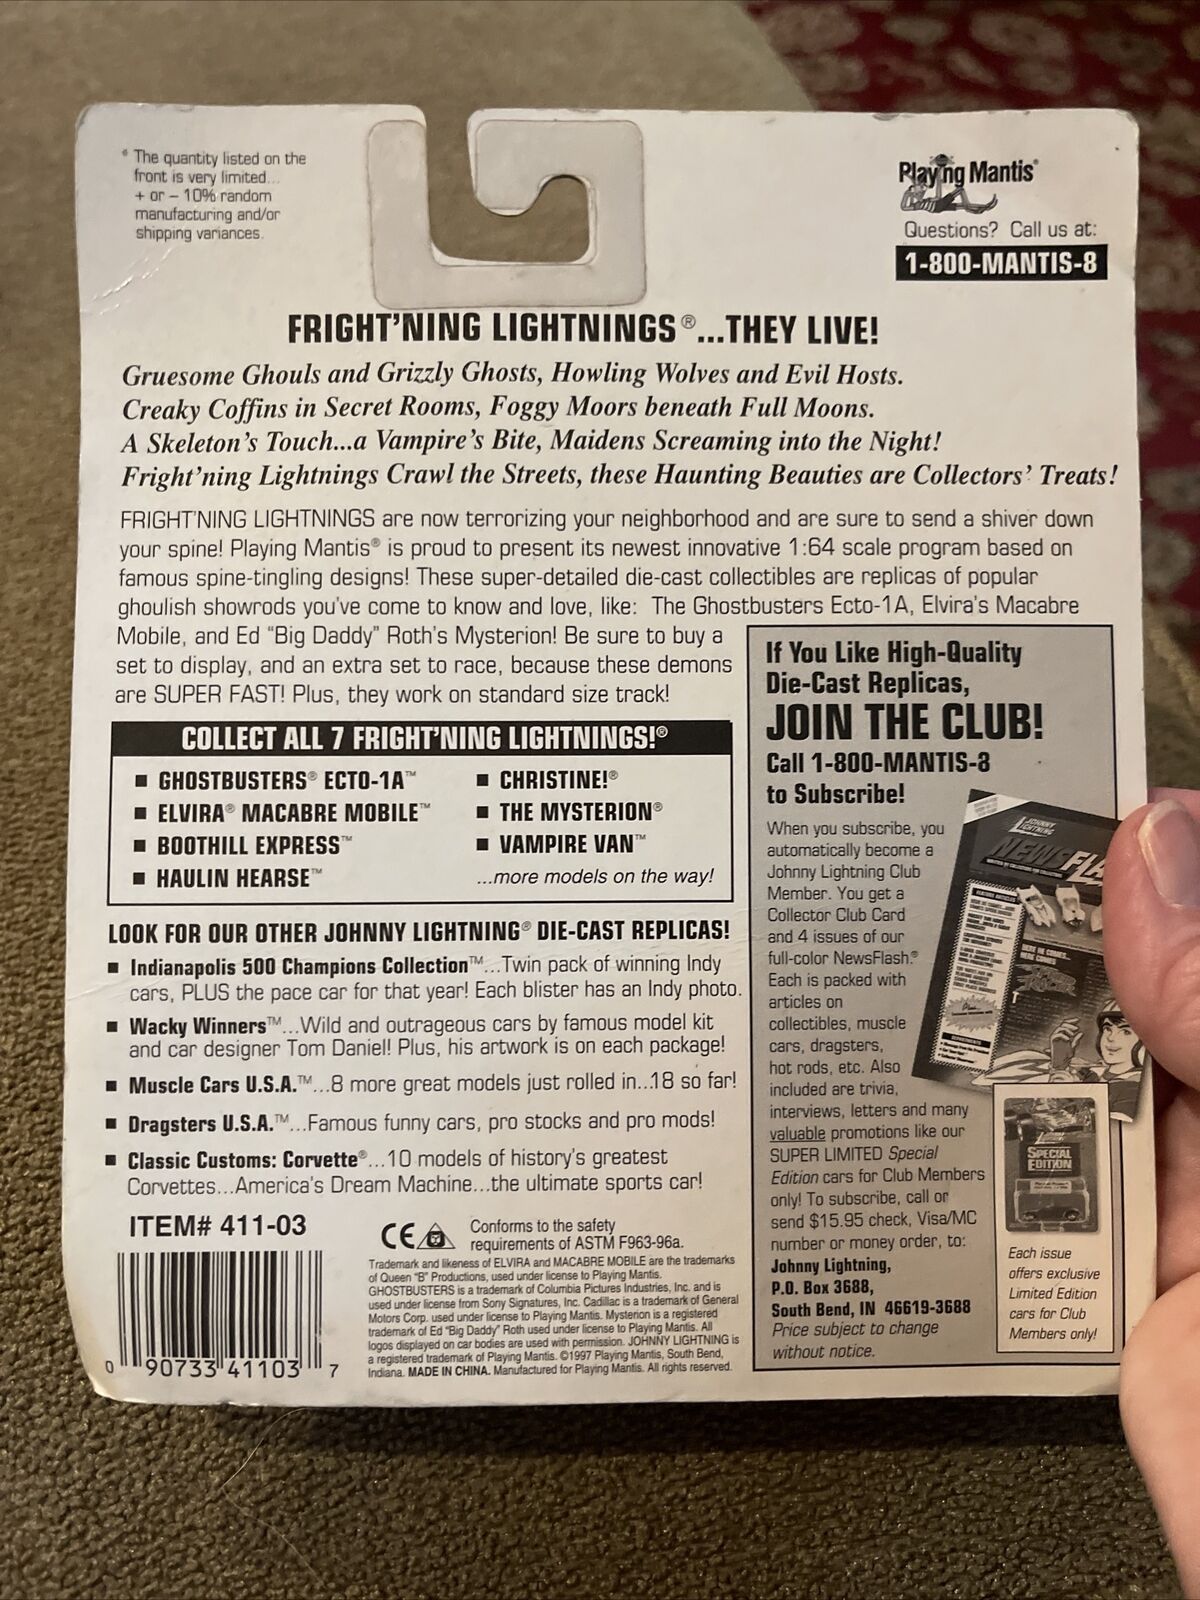 * The quantity listed on the
front is very limited...
+ or – 10% random
manufacturing and/or
shipping variances.
Playing Mantis®
Questions? Call us at:
1-800-MANTIS-8
FRIGHT'NING LIGHTNINGS®...THEY LIVE!
Gruesome Ghouls and Grizzly Ghosts, Howling Wolves and Evil Hosts.
Creaky Coffins in Secret Rooms, Foggy Moors beneath Full Moons.
A Skeleton's Touch...a Vampire's Bite, Maidens Screaming into the Night!
Fright'ning Lightnings Crawl the Streets, these Haunting Beauties are Collectors' Treats!
FRIGHT'NING LIGHTNINGS are now terrorizing your neighborhood and are sure to send a shiver down
your spine! Playing Mantis® is proud to present its newest innovative 1:64 scale program based on
famous spine-tingling designs! These super-detailed die-cast collectibles are replicas of popular
ghoulish showrods you've come to know and love, like: The Ghostbusters Ecto-1A, Elvira's Macabre
Mobile, and Ed "Big Daddy" Roth's Mysterion! Be sure to buy a
set to display, and an extra set to race, because these demons
are SUPER FAST! Plus, they work on standard size track!
COLLECT ALL 7 FRIGHT'NING LIGHTNINGS!®
■ GHOSTBUSTERS® ECTO-1A™
■ ELVIRA® MACABRE MOBILE™
■ BOOTHILL EXPRESS™
■ HAULIN HEARSE™
■ CHRISTINE!®
■ THE MYSTERION®
■ VAMPIRE VAN™
...more models on the way!
LOOK FOR OUR OTHER JOHNNY LIGHTNING® DIE-CAST REPLICAS!
■ Indianapolis 500 Champions Collection™...Twin pack of winning Indy
cars, PLUS the pace car for that year! Each blister has an Indy photo.
■ Wacky Winners™...Wild and outrageous cars by famous model kit
and car designer Tom Daniel! Plus, his artwork is on each package!
■ Muscle Cars U.S.A.™...8 more great models just rolled in...18 so far!
■ Dragsters U.S.A.™...Famous funny cars, pro stocks and pro mods!
■ Classic Customs: Corvette®...10 models of history's greatest
Corvettes...America's Dream Machine...the ultimate sports car!
ITEM# 411-03
0 90733 41103 7
CE
Conforms to the safety
requirements of ASTM F963-96a.
Trademark and likeness of ELVIRA and MACABRE MOBILE are the trademarks
of Queen "B" Productions, used under license to Playing Mantis.
GHOSTBUSTERS is a trademark of Columbia Pictures Industries, Inc. and is
used under license from Sony Signatures, Inc. Cadillac is a trademark of General
Motors Corp. used under license to Playing Mantis. Mysterion is a registered
trademark of Ed "Big Daddy" Roth used under license to Playing Mantis. All
logos displayed on car bodies are used with permission. JOHNNY LIGHTNING is
a registered trademark of Playing Mantis. ©1997 Playing Mantis, South Bend,
Indiana. MADE IN CHINA. Manufactured for Playing Mantis. All rights reserved.
If You Like High-Quality
Die-Cast Replicas,
JOIN THE CLUB!
Call 1-800-MANTIS-8
to Subscribe!
When you subscribe, you
automatically become a
Johnny Lightning Club
Member. You get a
Collector Club Card
and 4 issues of our
full-color NewsFlash.®
Each is packed with
articles on
collectibles, muscle
cars, dragsters,
hot rods, etc. Also
included are trivia,
interviews, letters and many
valuable promotions like our
SUPER LIMITED Special
Edition cars for Club Members
only! To subscribe, call or
send $15.95 check, Visa/MC
number or money order, to:
Johnny Lightning,
P.O. Box 3688,
South Bend, IN 46619-3688
Price subject to change
without notice.
JOHNNY
LIGHTNING
SPECIAL
EDITION
Each issue
offers exclusive
Limited Edition
cars for Club
Members only!